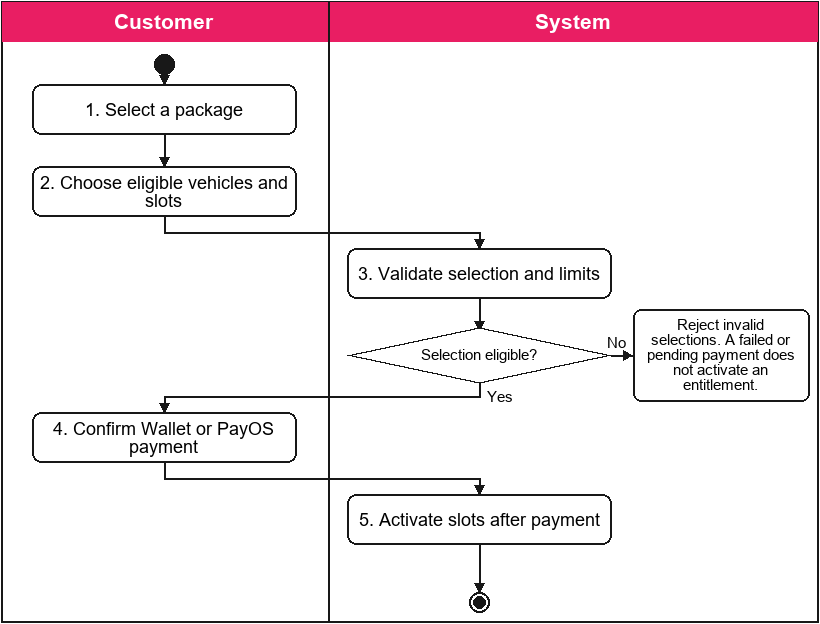 Customer
System
1. Select a package
2. Choose eligible vehicles and
slots
3. Validate selection and limits
Selection eligible?
No
Reject invalid
selections. A failed or
pending payment does
not activate an
entitlement.
Yes
4. Confirm Wallet or PayOS
payment
5. Activate slots after payment